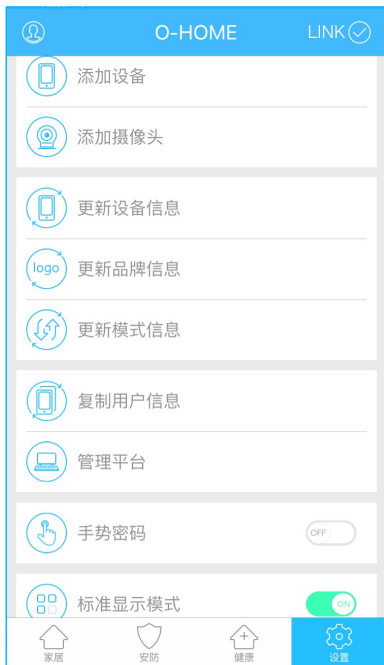 O-HOME
LINK
添加设备
添加摄像头
更新设备信息
logo
更新品牌信息
更新模式信息
复制用户信息
管理平台
手势密码
OFF
标准显示模式
ON
家居
安防
健康
设置